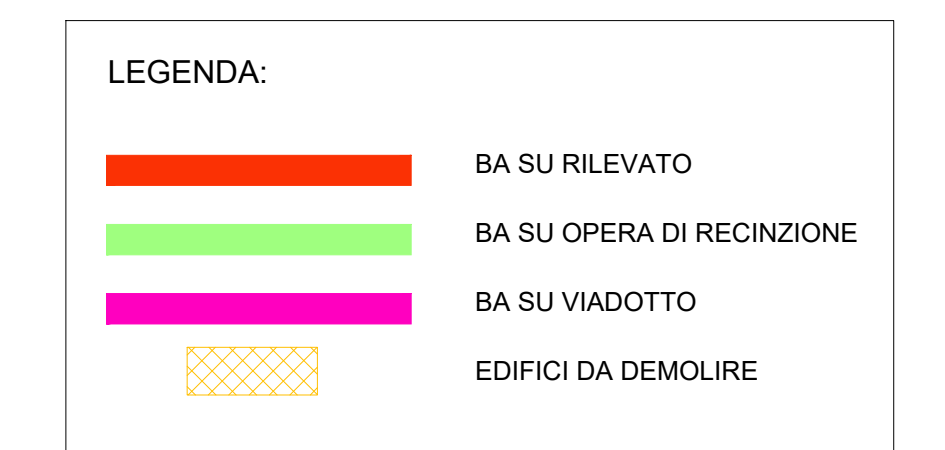 LEGENDA:
BA SU RILEVATO
BA SU OPERA DI RECINZIONE
BA SU VIADOTTO
EDIFICI DA DEMOLIRE